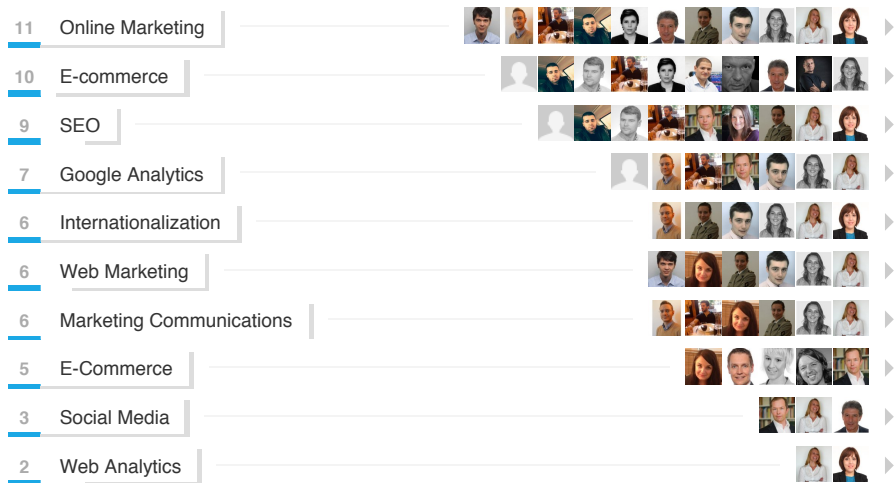 11 Online Marketing
10 E-commerce
9 SEO
7 Google Analytics
6 Internationalization
6 Web Marketing
6 Marketing Communications
5 E-Commerce
3 Social Media
2 Web Analytics